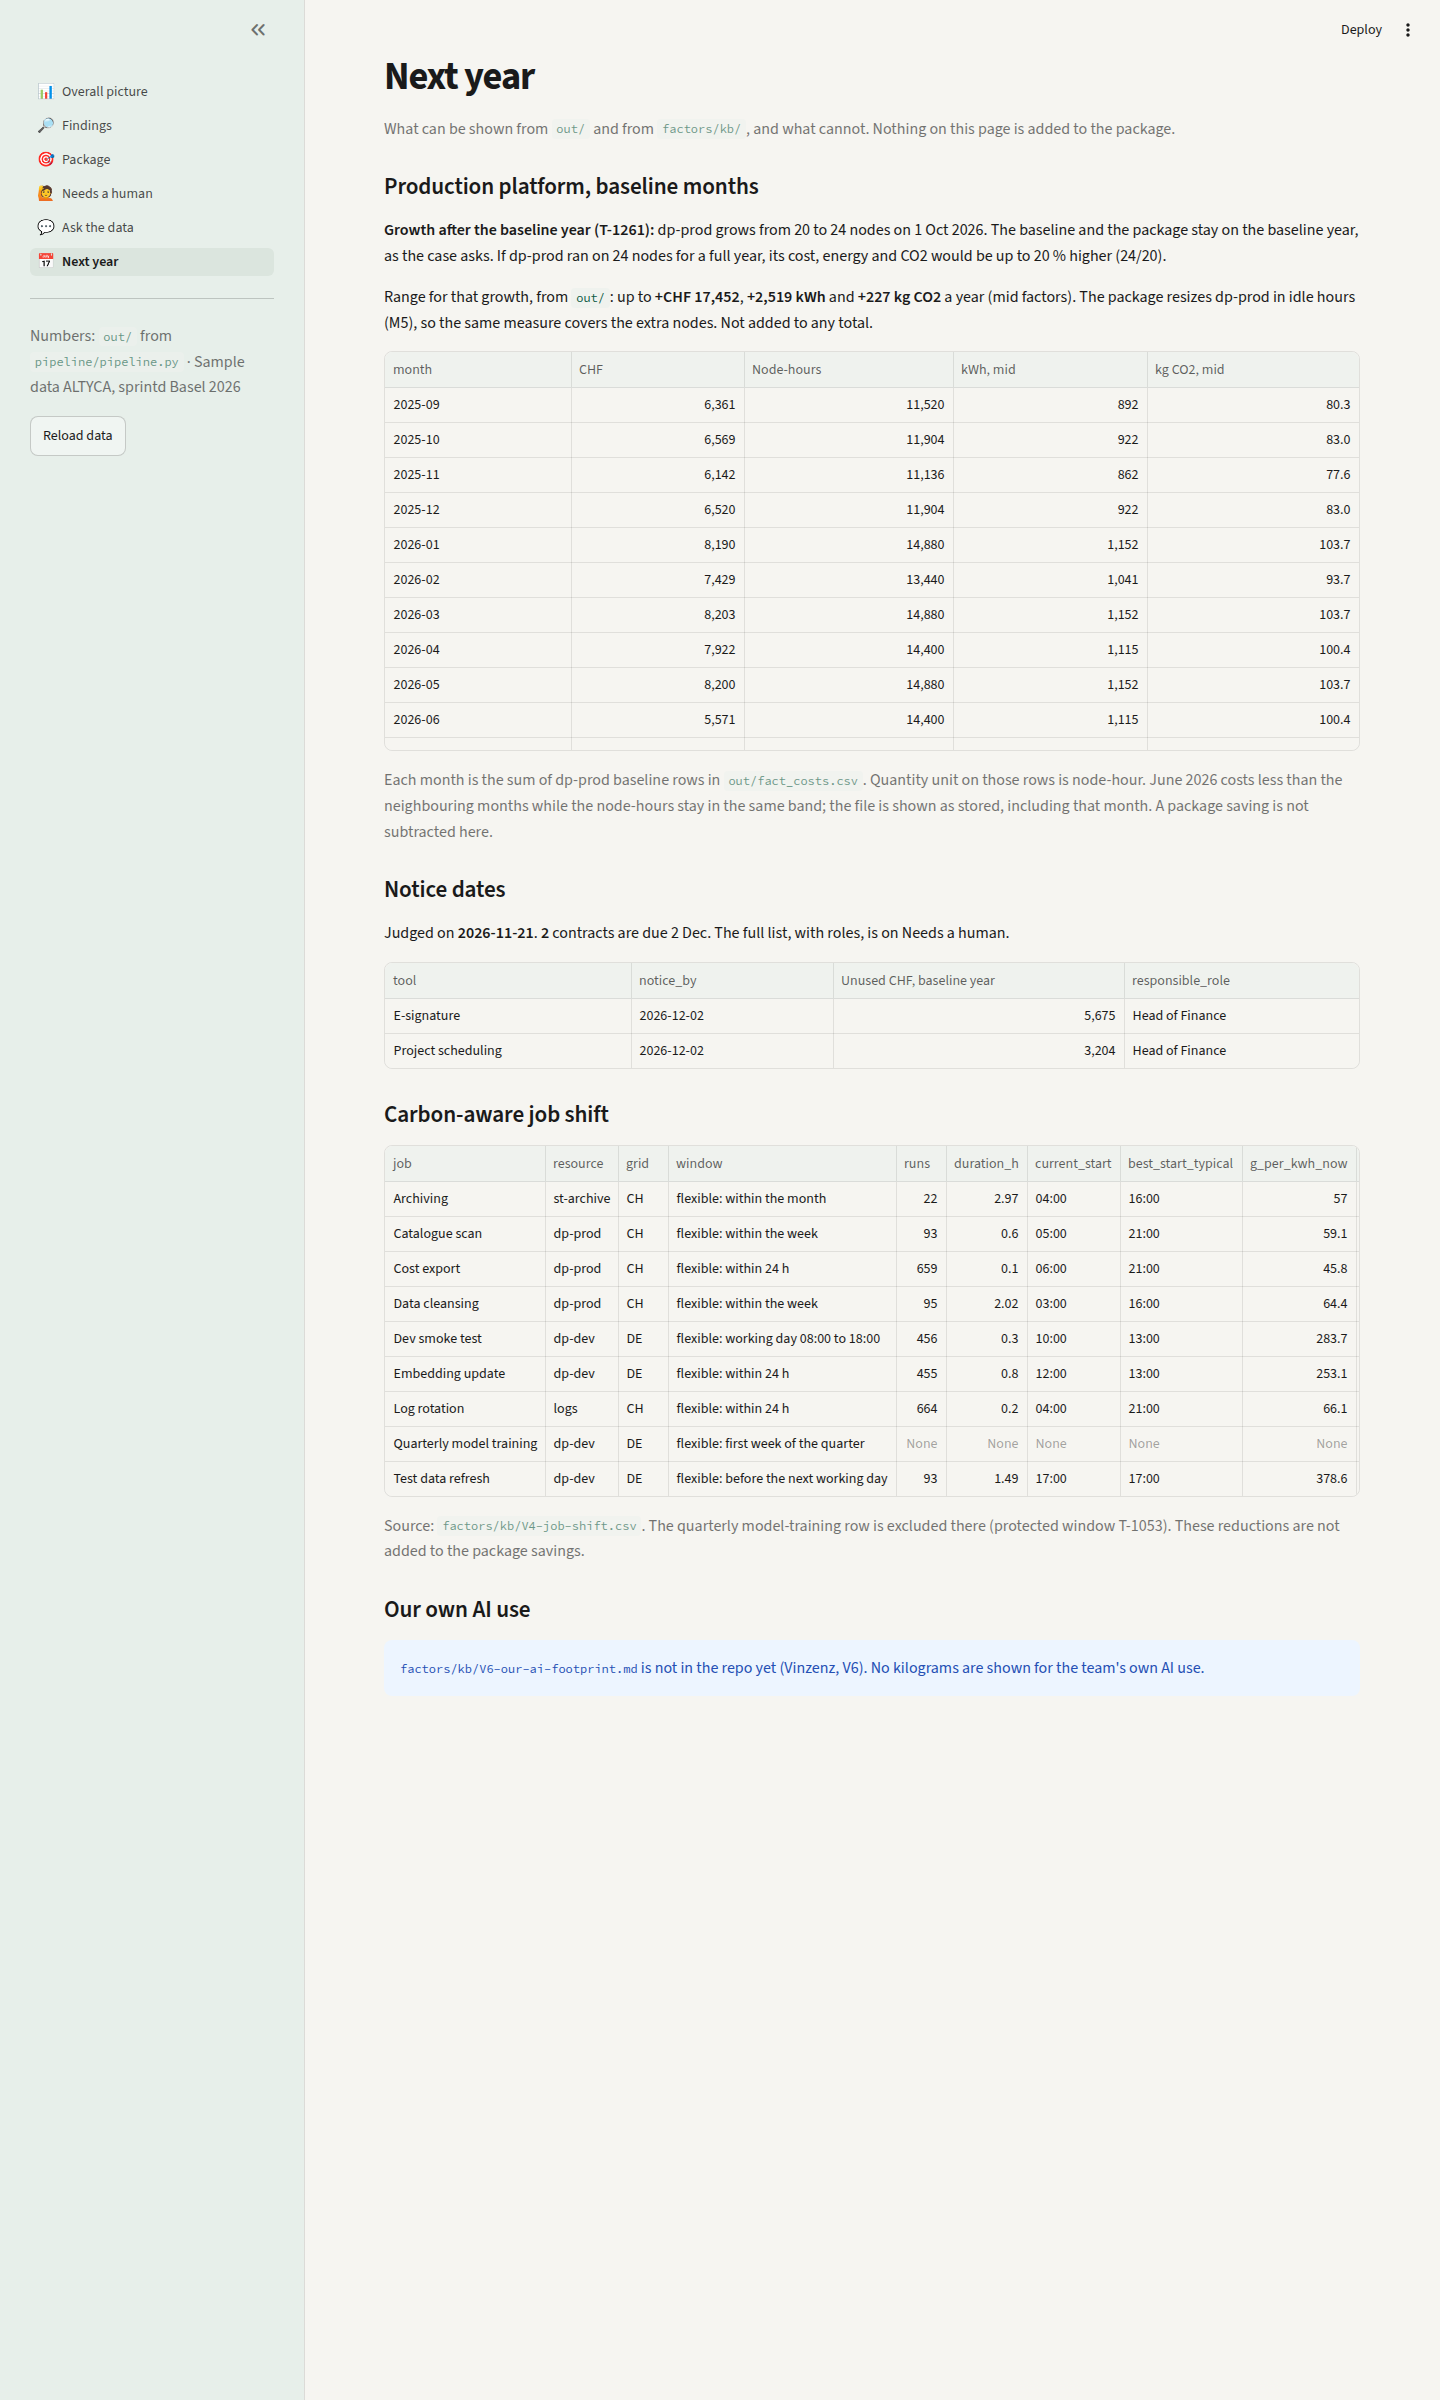 Deploy
Overall picture
Findings
Package
Needs a human
Ask the data
Next year
Numbers: out/ from
pipeline/pipeline.py · Sample
data ALTYCA, sprintd Basel 2026
Reload data
Next year
What can be shown from out/ and from factors/kb/ , and what cannot. Nothing on this page is added to the package.
Production platform, baseline months
Growth after the baseline year (T-1261): dp-prod grows from 20 to 24 nodes on 1 Oct 2026. The baseline and the package stay on the baseline year,
as the case asks. If dp-prod ran on 24 nodes for a full year, its cost, energy and CO2 would be up to 20 % higher (24/20).
Range for that growth, from out/ : up to +CHF 17,452, +2,519 kWh and +227 kg CO2 a year (mid factors). The package resizes dp-prod in idle hours
(M5), so the same measure covers the extra nodes. Not added to any total.
month CHF Node-hours kWh, mid kg CO2, mid
2025-09 6,361 11,520 892 80.3
2025-10 6,569 11,904 922 83.0
2025-11 6,142 11,136 862 77.6
2025-12 6,520 11,904 922 83.0
2026-01 8,190 14,880 1,152 103.7
2026-02 7,429 13,440 1,041 93.7
2026-03 8,203 14,880 1,152 103.7
2026-04 7,922 14,400 1,115 100.4
2026-05 8,200 14,880 1,152 103.7
2026-06 5,571 14,400 1,115 100.4
Each month is the sum of dp-prod baseline rows in out/fact_costs.csv . Quantity unit on those rows is node-hour. June 2026 costs less than the
neighbouring months while the node-hours stay in the same band; the file is shown as stored, including that month. A package saving is not
subtracted here.
Notice dates
Judged on 2026-11-21. 2 contracts are due 2 Dec. The full list, with roles, is on Needs a human.
tool notice_by Unused CHF, baseline year responsible_role
E-signature 2026-12-02 5,675 Head of Finance
Project scheduling 2026-12-02 3,204 Head of Finance
Carbon-aware job shift
job resource grid window runs duration_h current_start best_start_typical g_per_kwh_now
Archiving st-archive CH flexible: within the month 22 2.97 04:00 16:00 57
Catalogue scan dp-prod CH flexible: within the week 93 0.6 05:00 21:00 59.1
Cost export dp-prod CH flexible: within 24 h 659 0.1 06:00 21:00 45.8
Data cleansing dp-prod CH flexible: within the week 95 2.02 03:00 16:00 64.4
Dev smoke test dp-dev DE flexible: working day 08:00 to 18:00 456 0.3 10:00 13:00 283.7
Embedding update dp-dev DE flexible: within 24 h 455 0.8 12:00 13:00 253.1
Log rotation logs CH flexible: within 24 h 664 0.2 04:00 21:00 66.1
Quarterly model training dp-dev DE flexible: first week of the quarter None None None None None
Test data refresh dp-dev DE flexible: before the next working day 93 1.49 17:00 17:00 378.6
Source: factors/kb/V4-job-shift.csv . The quarterly model-training row is excluded there (protected window T-1053). These reductions are not
added to the package savings.
Our own AI use
factors/kb/V6-our-ai-footprint.md is not in the repo yet (Vinzenz, V6). No kilograms are shown for the team's own AI use.